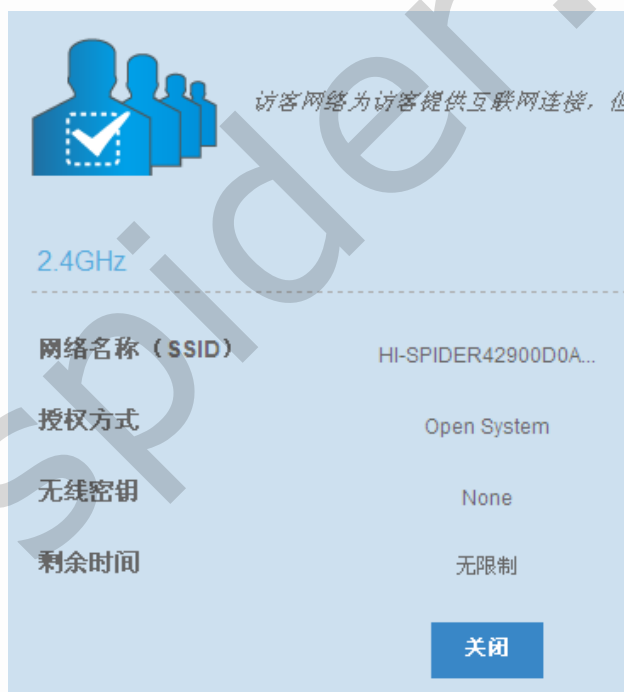 访客网络为访客提供互联网连接，但
2.4GHz
网络名称（SSID）
HI-SPIDER42900D0A...
授权方式
Open System
无线密钥
None
剩余时间
无限制
关闭
spider.